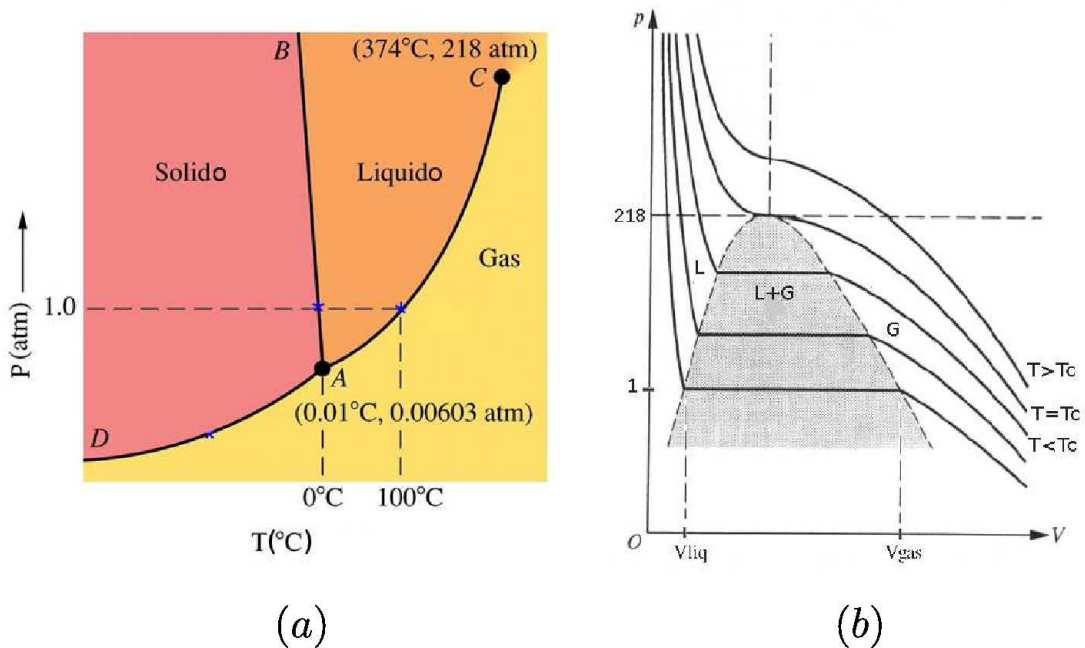 B
(374°C, 218 atm)
C
Solido
Liquido
Gas
P(atm)
1.0
A
(0.01°C, 0.00603 atm)
D
0°C
100°C
T(°C)
(a)
p
218
L
L+G
G
1
T>Tc
T=Tc
T<Tc
O
Vliq
Vgas
V
(b)